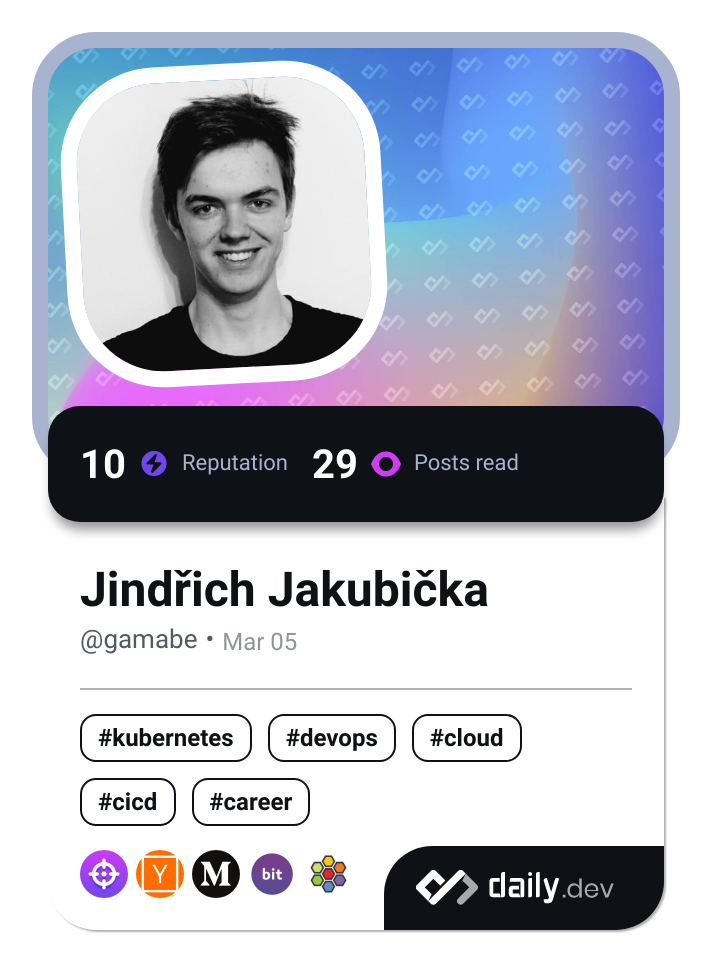 10 Reputation 29 Posts read
Jindřich Jakubička
@gamabe • Mar 05
#kubernetes #devops #cloud
#cicd #career
Y M bit
daily.dev